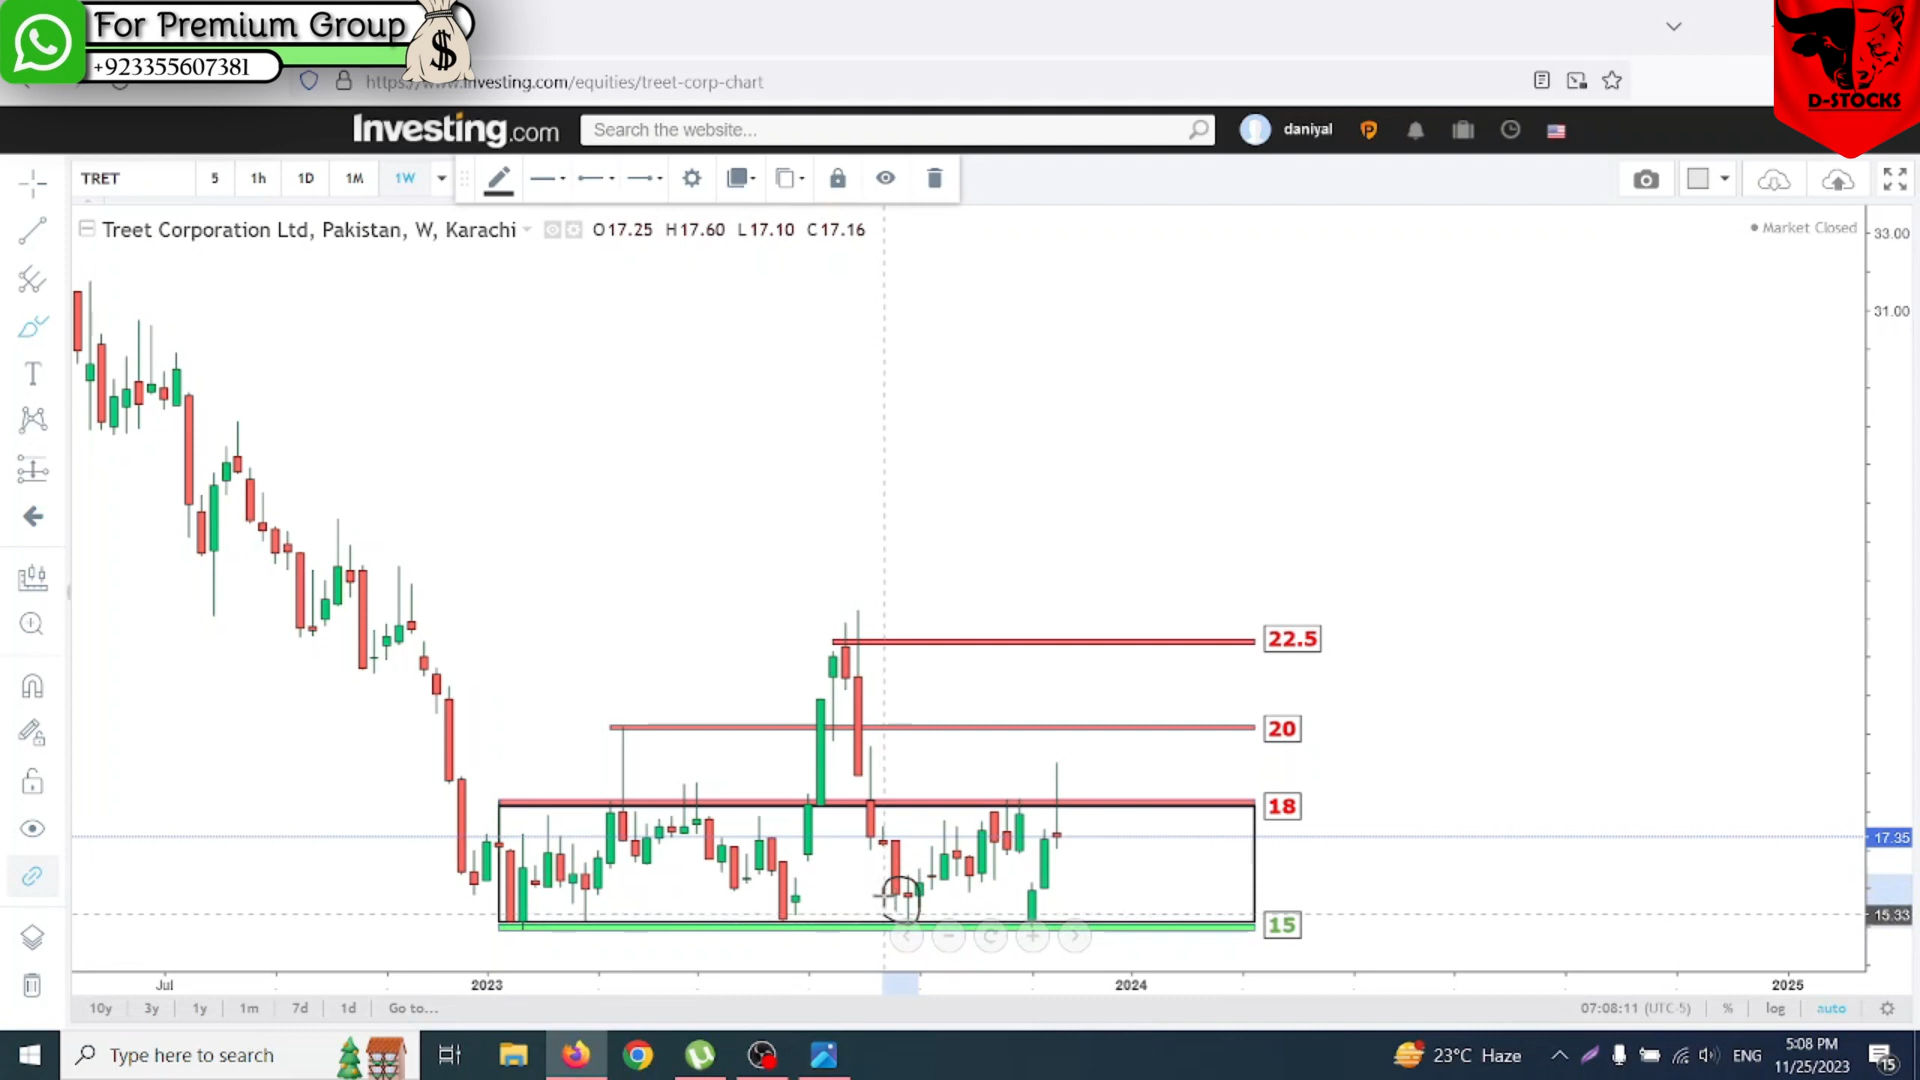 For Premium Group
+923355607381
$
D-STOCKS
https://www.investing.com/equities/treet-corp-chart
Investing.com
Search the website...
daniyal
TRET
5
1h
1D
1M
1W
Treet Corporation Ltd, Pakistan, W, Karachi
O17.25 H17.60 L17.10 C17.16
Market Closed
33.00
31.00
22.5
20
18
17.35
15.33
15
Jul
2023
2024
2025
10y
3y
1y
1m
7d
1d
Go to...
07:08:11 (UTC-5)
%
log
auto
Type here to search
23°C Haze
ENG
5:08 PM
11/25/2023
15